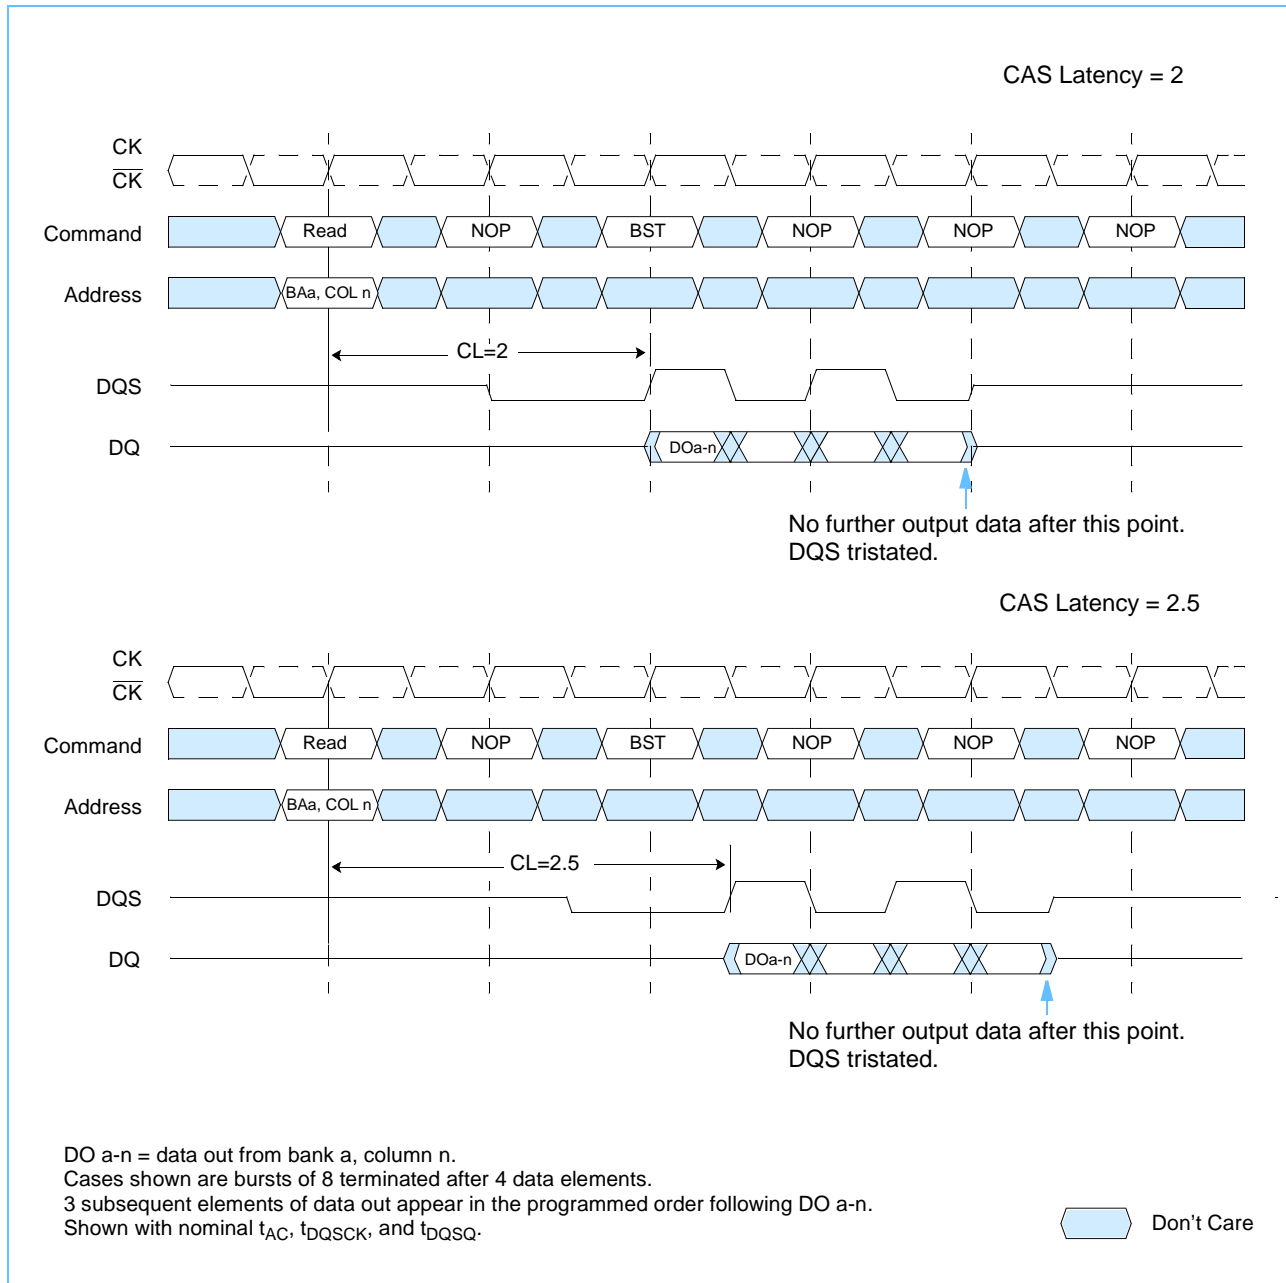 CAS Latency = 2
CK
CK
Command
Read
NOP
BST
NOP
NOP
NOP
Address
BAa, COL n
CL=2
DQS
DQ
DOa-n
No further output data after this point.
DQS tristated.
CAS Latency = 2.5
CK
CK
Command
Read
NOP
BST
NOP
NOP
NOP
Address
BAa, COL n
CL=2.5
DQS
DQ
DOa-n
No further output data after this point.
DQS tristated.
DO a-n = data out from bank a, column n.
Cases shown are bursts of 8 terminated after 4 data elements.
3 subsequent elements of data out appear in the programmed order following DO a-n.
Shown with nominal tAC, tDQSCK, and tDQSQ.
Don't Care